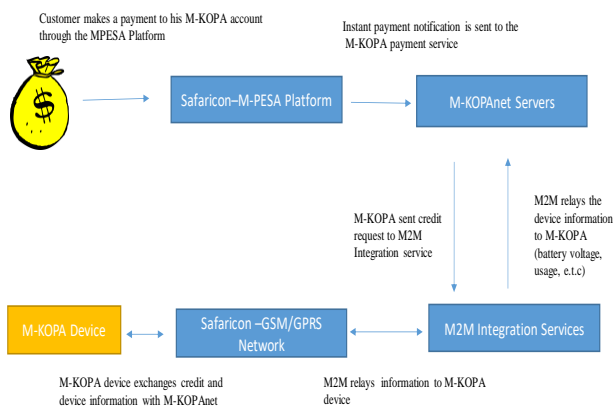 Customer makes a payment to his M-KOPA account
through the MPESA Platform
Instant payment notification is sent to the
M-KOPA payment service
$
Safaricon–M-PESA Platform
M-KOPAnet Servers
M-KOPA sent credit
request to M2M
Integration service
M2M relays the
device information
to M-KOPA
(battery voltage,
usage, e.t.c)
M-KOPA Device
Safaricon –GSM/GPRS
Network
M2M Integration Services
M-KOPA device exchanges credit and
device information with M-KOPAnet
M2M relays information to M-KOPA
device